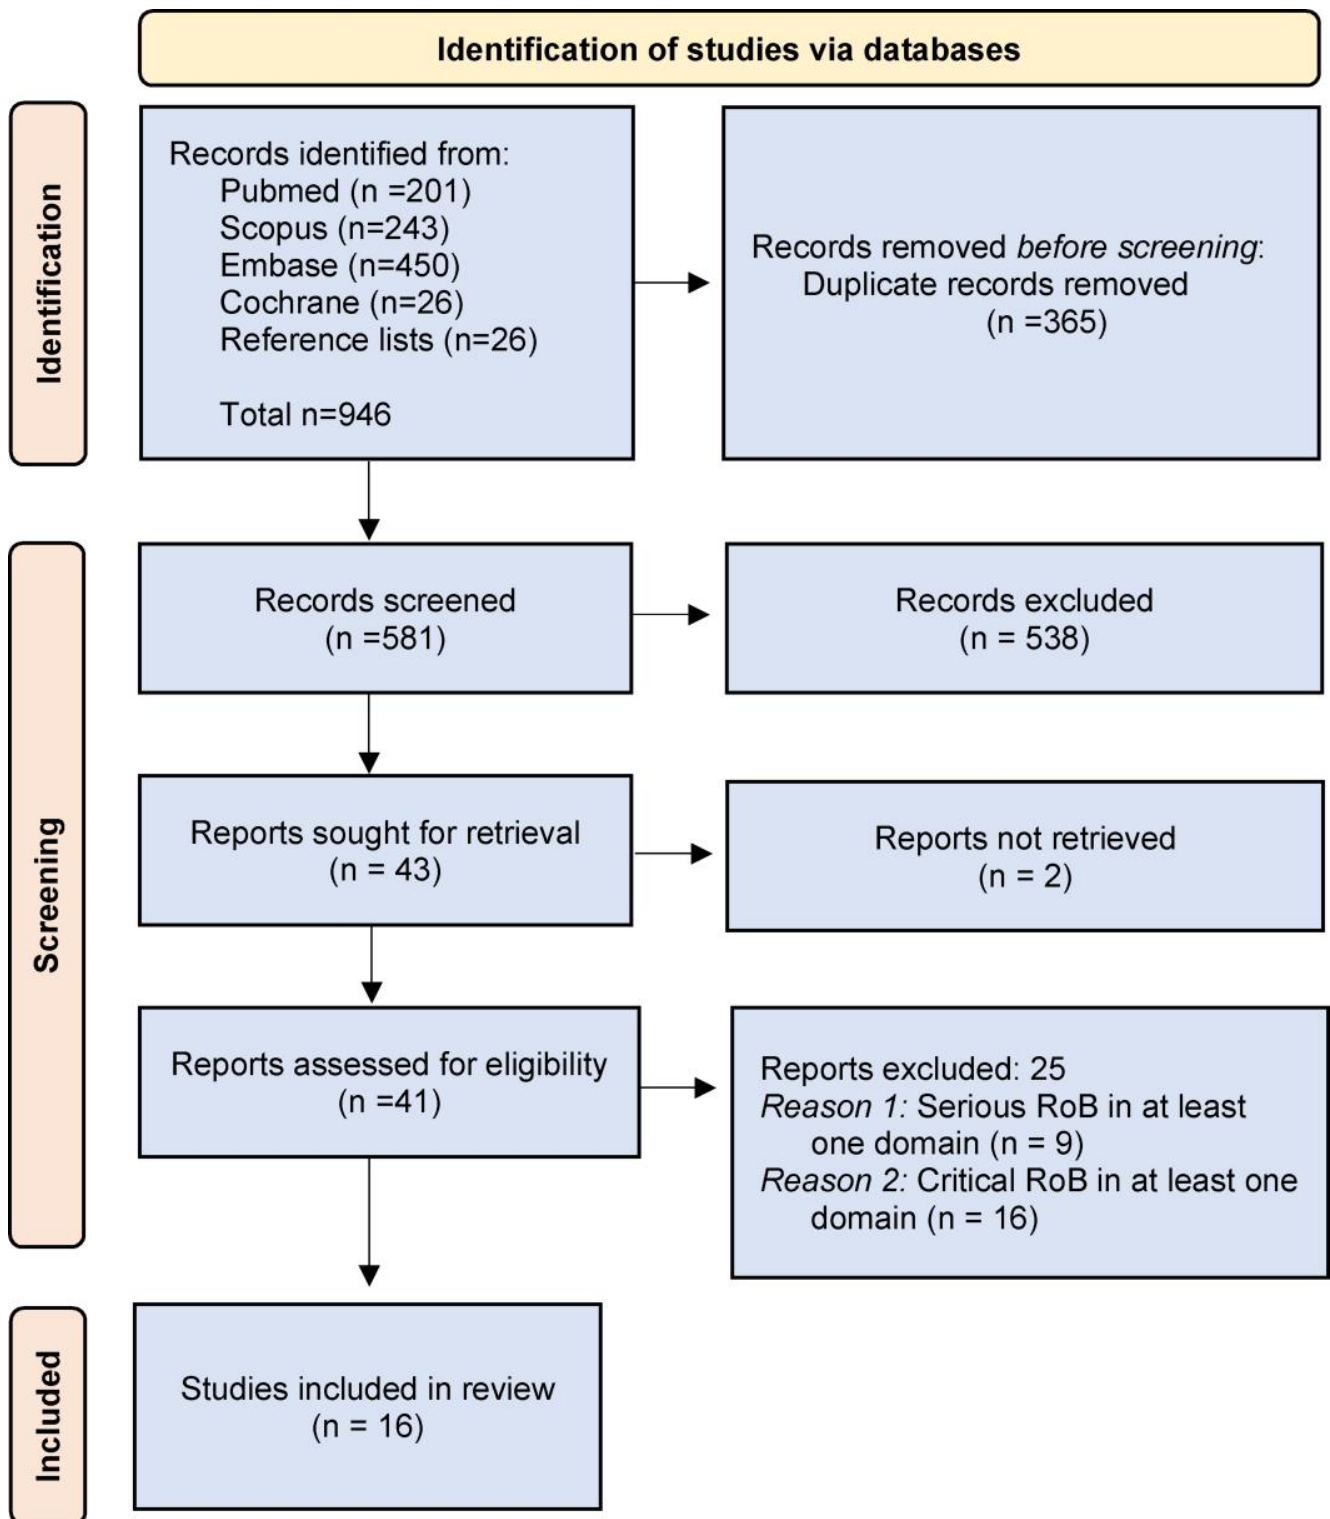 Identification of studies via databases
Identification
Records identified from:
Pubmed (n =201)
Scopus (n=243)
Embase (n=450)
Cochrane (n=26)
Reference lists (n=26)
Total n=946
Records removed before screening:
Duplicate records removed
(n =365)
Screening
Records screened
(n =581)
Records excluded
(n = 538)
Reports sought for retrieval
(n = 43)
Reports not retrieved
(n = 2)
Reports assessed for eligibility
(n =41)
Reports excluded: 25
Reason 1: Serious RoB in at least
one domain (n = 9)
Reason 2: Critical RoB in at least one
domain (n = 16)
Included
Studies included in review
(n = 16)